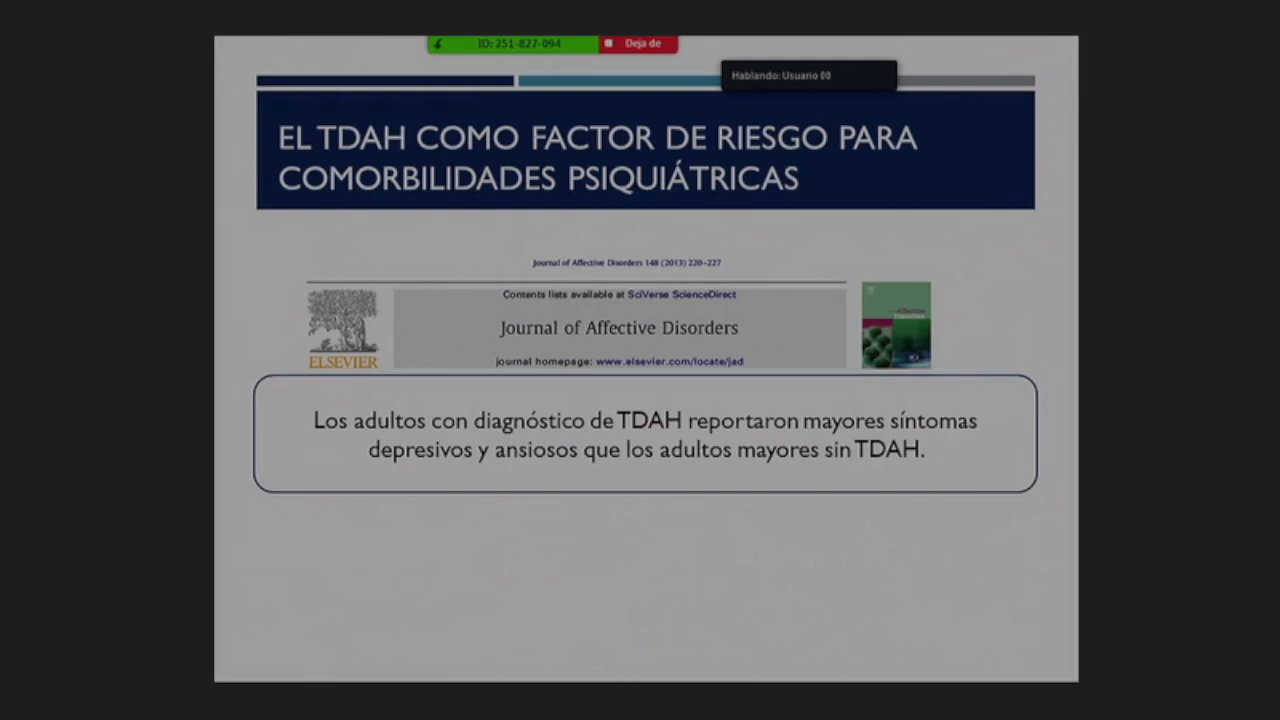 ID: 251-827-094
Deja de
Hablando: Usuario 00
EL TDAH COMO FACTOR DE RIESGO PARA
COMORBILIDADES PSIQUIÁTRICAS
Journal of Affective Disorders 148 (2013) 220–227
Contents lists available at SciVerse ScienceDirect
Journal of Affective Disorders
journal homepage: www.elsevier.com/locate/jad
ELSEVIER
Los adultos con diagnóstico de TDAH reportaron mayores síntomas
depresivos y ansiosos que los adultos mayores sin TDAH.